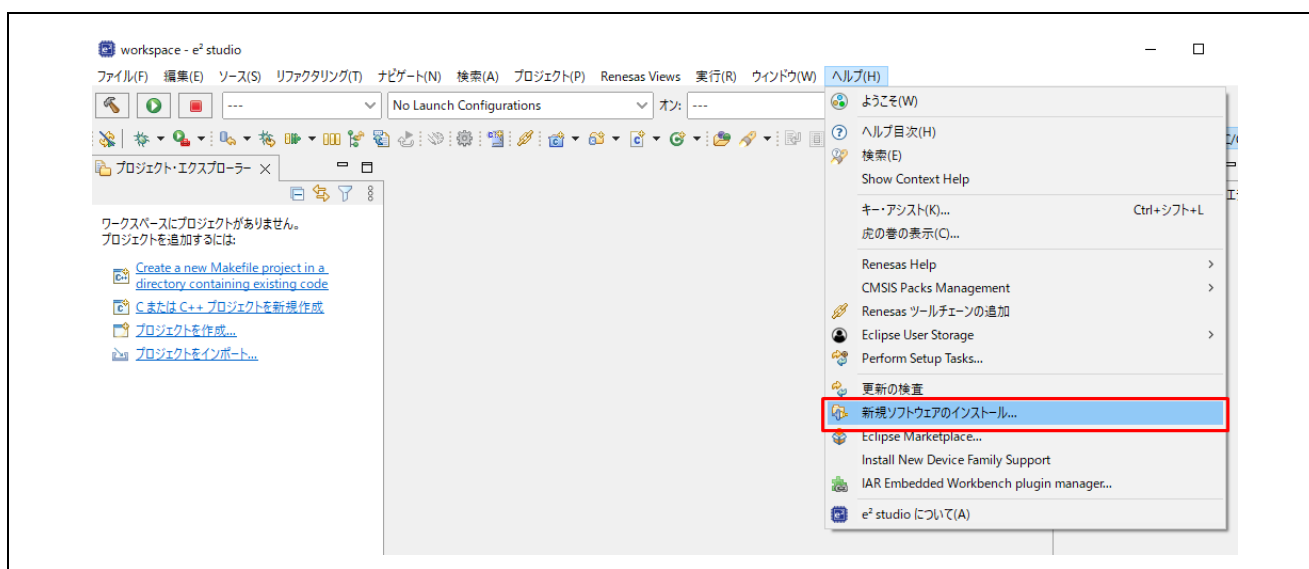 workspace - e² studio
ファイル(F) 編集(E) ソース(S) リファクタリング(T) ナビゲート(N) 検索(A) プロジェクト(P) Renesas Views 実行(R) ウィンドウ(W) ヘルプ(H)
--- No Launch Configurations オン: ---
プロジェクト・エクスプローラー
ワークスペースにプロジェクトがありません。
プロジェクトを追加するには:
Create a new Makefile project in a
directory containing existing code
C または C++ プロジェクトを新規作成
プロジェクトを作成...
プロジェクトをインポート...
ようこそ(W)
ヘルプ目次(H)
検索(E)
Show Context Help
キー・アシスト(K)... Ctrl+シフト+L
虎の巻の表示(C)...
Renesas Help
CMSIS Packs Management
Renesas ツールチェーンの追加
Eclipse User Storage
Perform Setup Tasks...
更新の検査
新規ソフトウェアのインストール...
Eclipse Marketplace...
Install New Device Family Support
IAR Embedded Workbench plugin manager...
e² studio について(A)